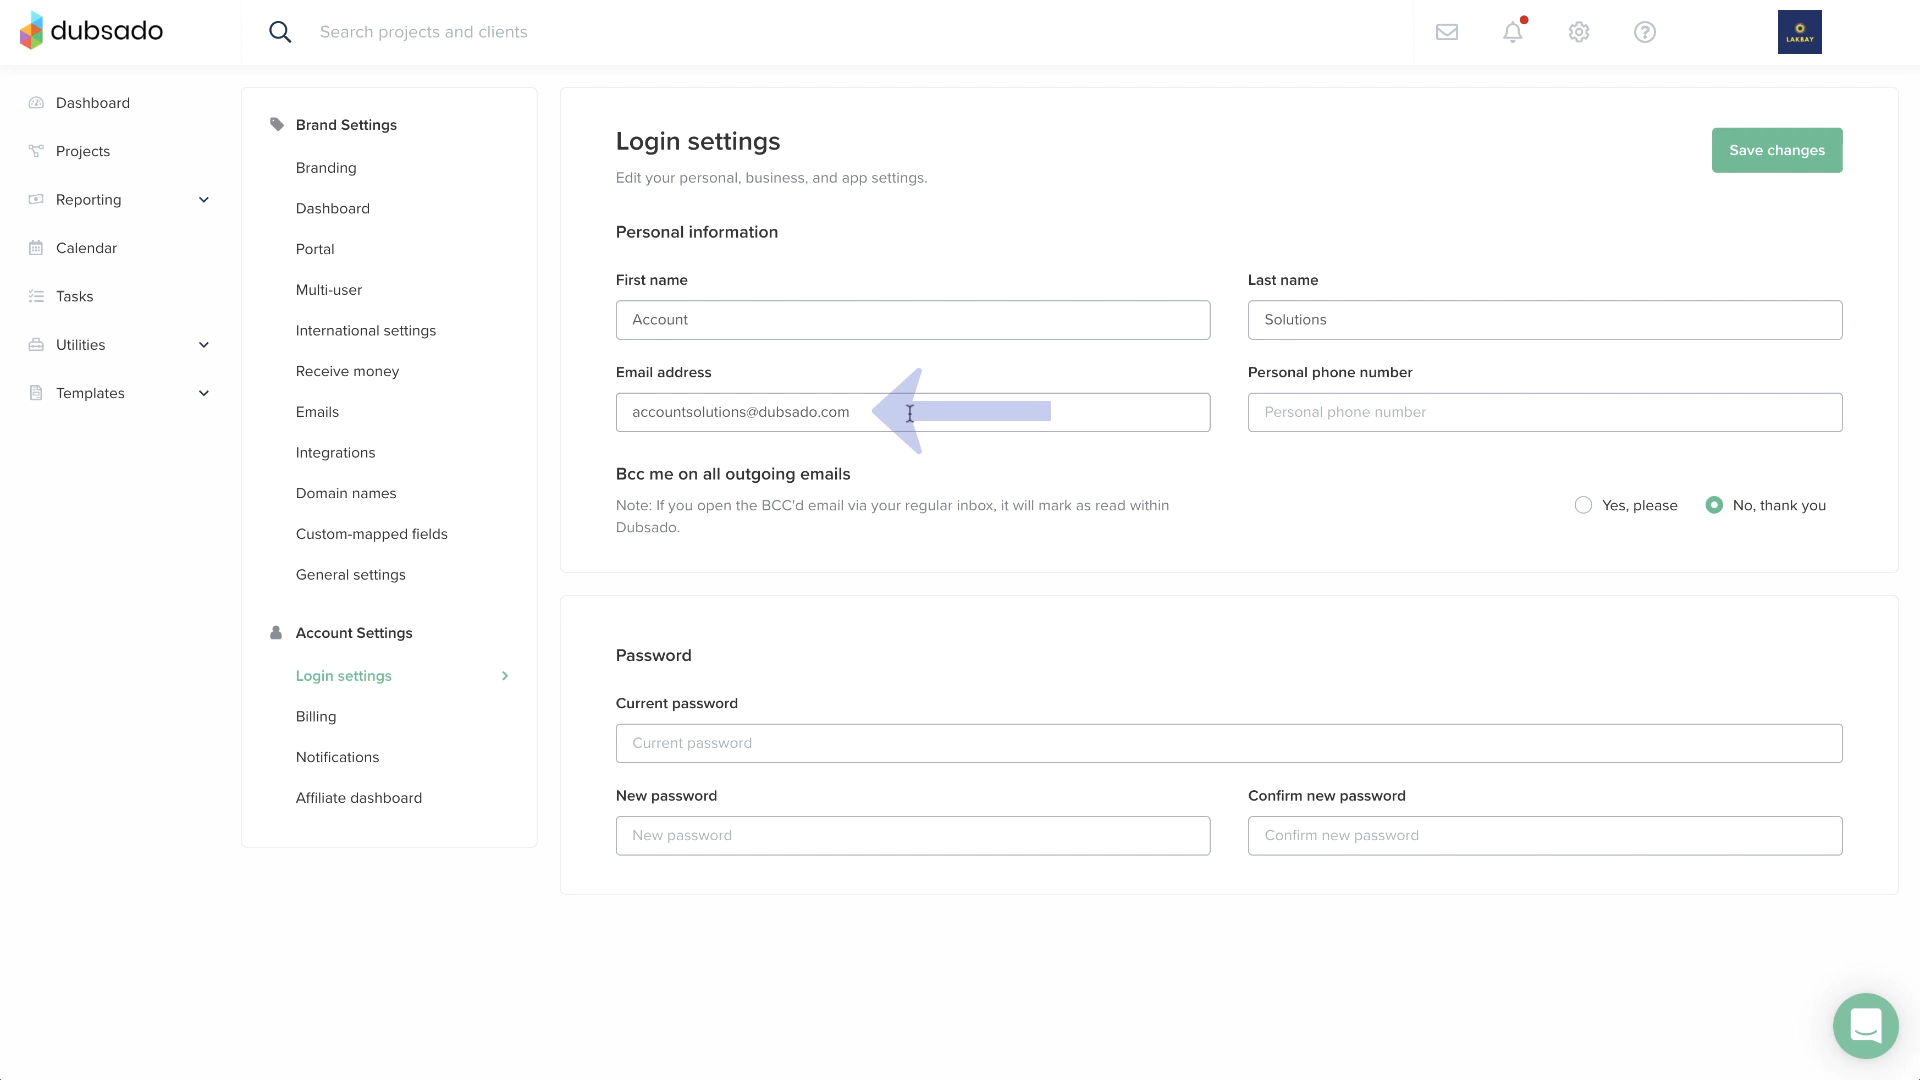 dubsado
Search projects and clients
LAKBAY
Dashboard
Projects
Reporting
Calendar
Tasks
Utilities
Templates
Brand Settings
Branding
Dashboard
Portal
Multi-user
International settings
Receive money
Emails
Integrations
Domain names
Custom-mapped fields
General settings
Account Settings
Login settings
Billing
Notifications
Affiliate dashboard
Login settings
Save changes
Edit your personal, business, and app settings.
Personal information
First name
Last name
Account
Solutions
Email address
Personal phone number
accountsolutions@dubsado.com
Personal phone number
Bcc me on all outgoing emails
Note: If you open the BCC'd email via your regular inbox, it will mark as read within
Dubsado.
Yes, please
No, thank you
Password
Current password
Current password
New password
Confirm new password
New password
Confirm new password